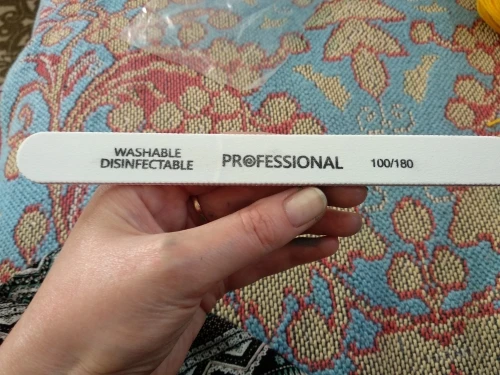 WASHABLE
DISINFECTABLE
PROFESSIONAL
100/180